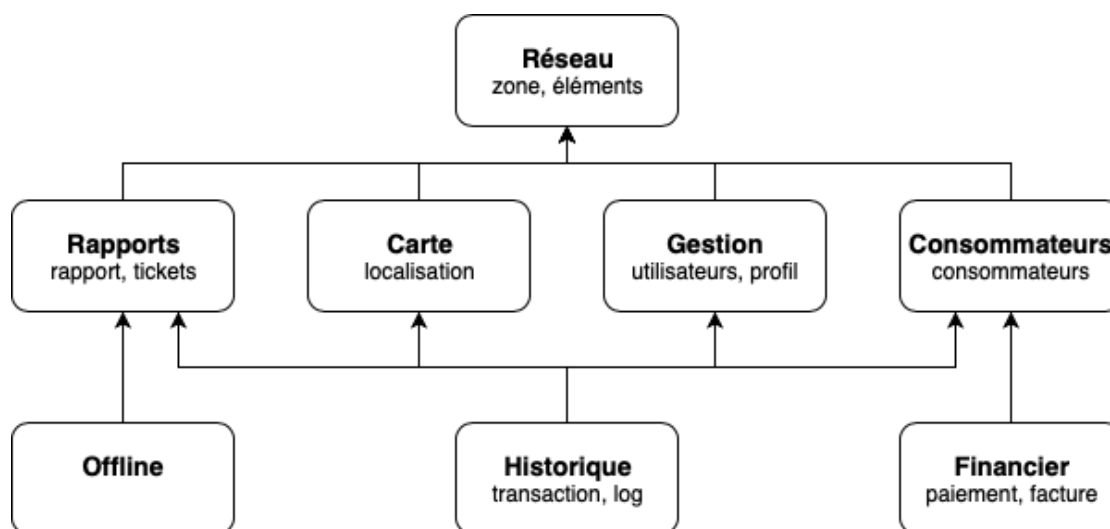 Réseau
zone, éléments
Rapports
rapport, tickets
Carte
localisation
Gestion
utilisateurs, profil
Consommateurs
consommateurs
Offline
Historique
transaction, log
Financier
paiement, facture